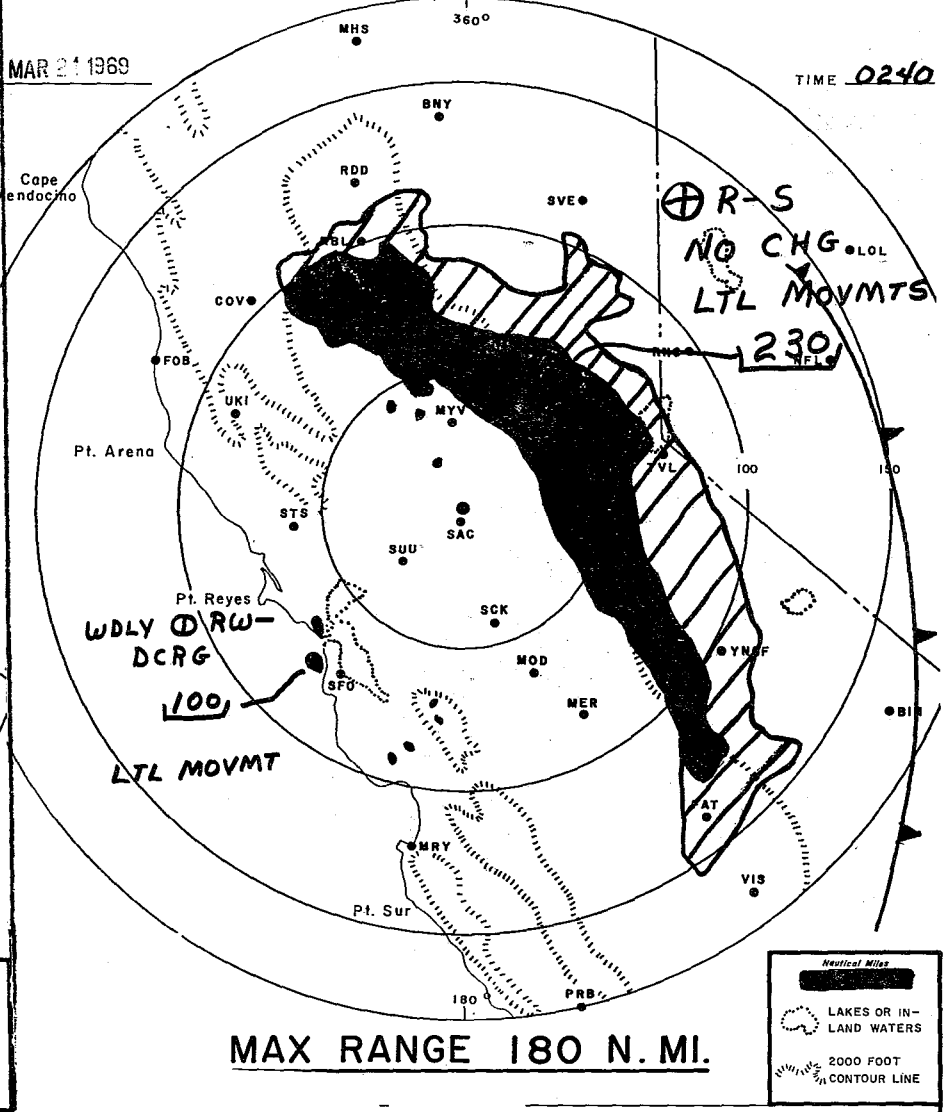 360°
MHS
MAR 21 1969
TIME 0240
BNY
RDD
Cape
endocino
SVE
⊕ R-S
RBL
NO CHG
LOL
LTL MOVMTS
COV
230
FOB
UKI
MYV
Pt. Arena
TVL
100
150
STS
SAC
SUU
Pt. Reyes
SCK
WDLY ⦶ RW-
DCRG
MOD
YN
SFO
100
MER
BIH
LTL MOVMT
AT
MRY
VIS
Pt. Sur
Nautical Miles
180°
PRB
LAKES OR IN-
LAND WATERS
MAX RANGE 180 N. MI.
2000 FOOT
CONTOUR LINE